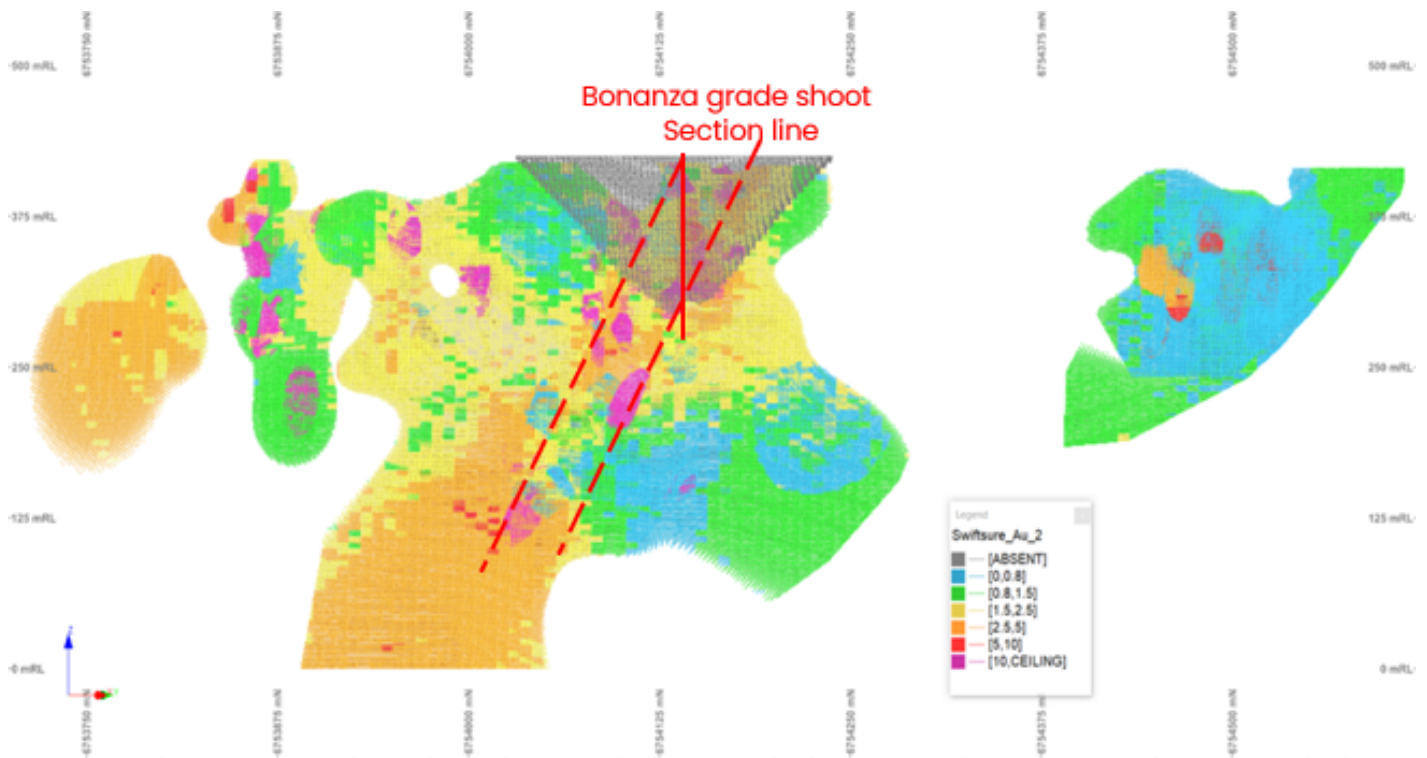 6753750 mN
6753875 mN
6754000 mN
6754125 mN
6754250 mN
6754375 mN
6754500 mN
500 mRL
500 mRL
Bonanza grade shoot
Section line
375 mRL
375 mRL
250 mRL
250 mRL
125 mRL
125 mRL
Legend
Swiftsure_Au_2
[ABSENT]
[0,0.8]
[0.8,1.5]
[1.5,2.5]
[2.5,5]
[5,10]
[10,CEILING]
0 mRL
0 mRL
Z
Y
6753750 mN
6753875 mN
6754000 mN
6754125 mN
6754250 mN
6754375 mN
6754500 mN